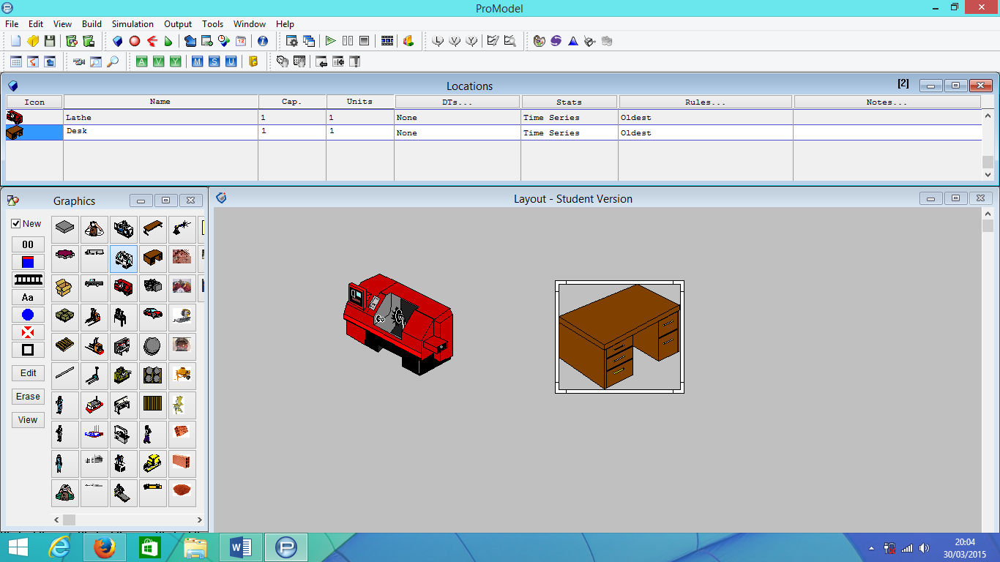 ProModel
File Edit View Build Simulation Output Tools Window Help
A V Y M S U
Locations [2]
Icon Name Cap. Units DTs... Stats Rules... Notes...
Lathe 1 1 None Time Series Oldest
Desk 1 1 None Time Series Oldest
Graphics
New
00
Aa
Edit
Erase
View
Layout - Student Version
20:04
30/03/2015